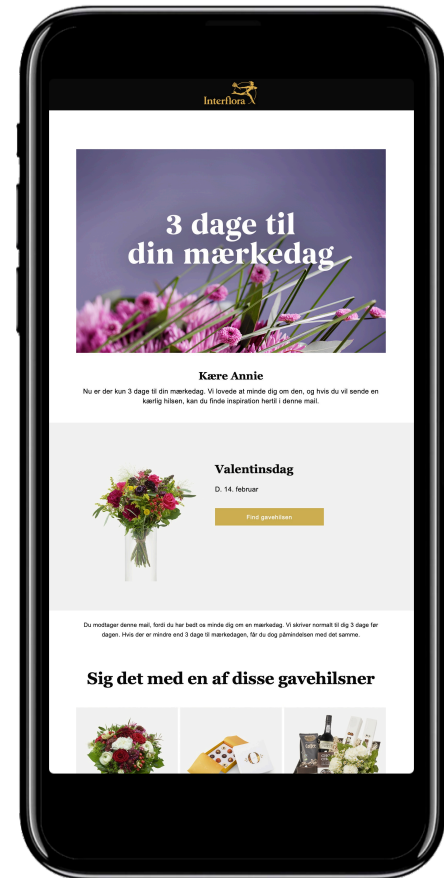 Interflora
3 dage til
din mærkedag
Kære Annie
Nu er der kun 3 dage til din mærkedag. Vi lovede at minde dig om den, og hvis du vil sende en
kærlig hilsen, kan du finde inspiration hertil i denne mail.
Valentinsdag
D. 14. februar
Find gavehilsen
Du modtager denne mail, fordi du har bedt os minde dig om en mærkedag. Vi skriver normalt til dig 3 dage før
dagen. Hvis der er mindre end 3 dage til mærkedagen, får du dog påmindelsen med det samme.
Sig det med en af disse gavehilsner